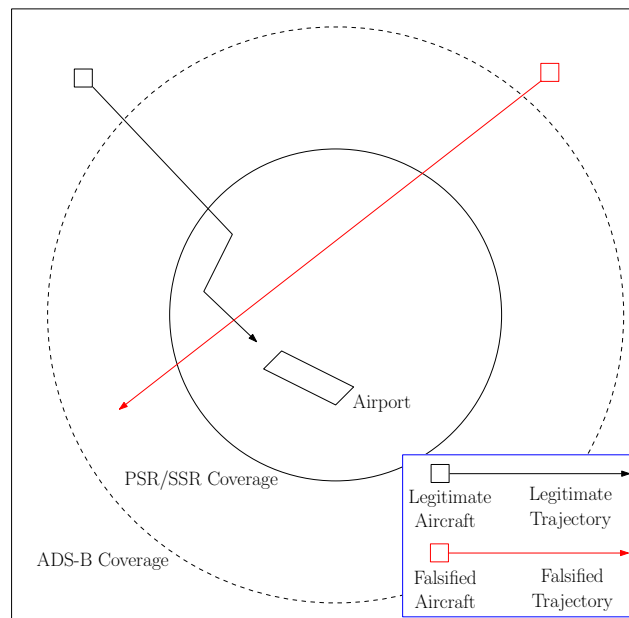 Airport
PSR/SSR Coverage
ADS-B Coverage
Legitimate
Aircraft
Legitimate
Trajectory
Falsified
Aircraft
Falsified
Trajectory